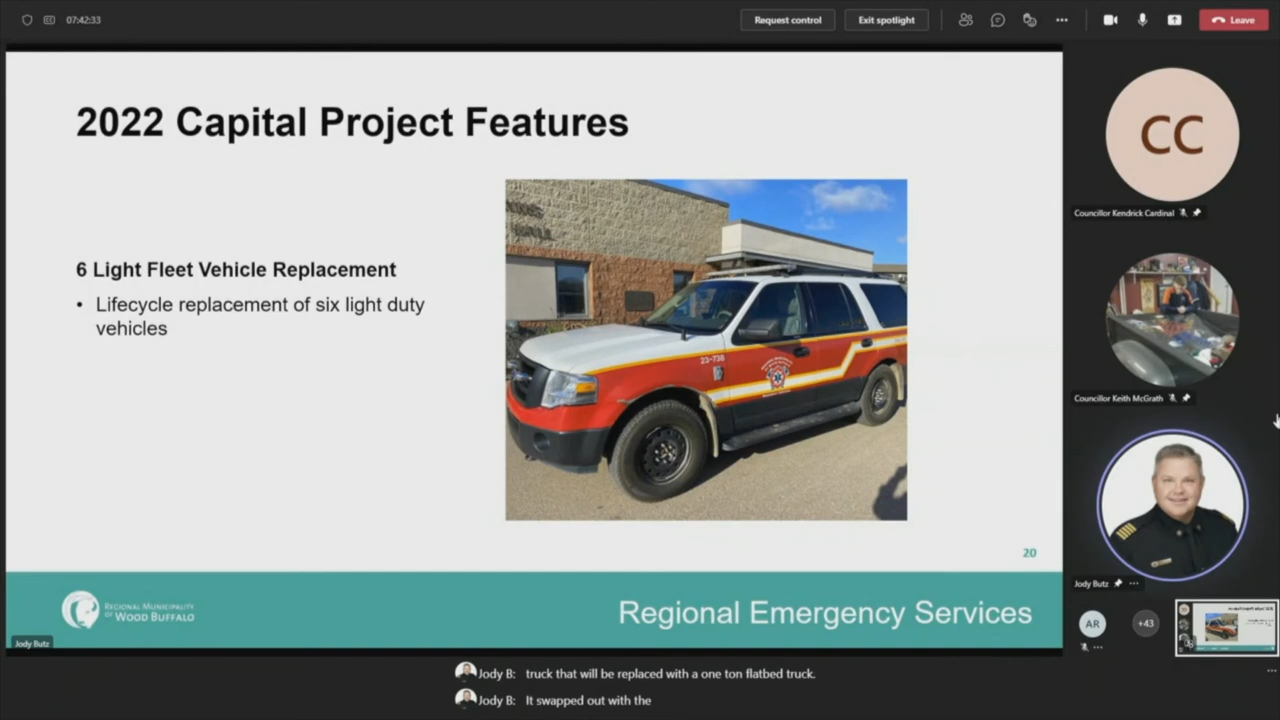 07:42:33
Request control
Exit spotlight
Leave
2022 Capital Project Features
6 Light Fleet Vehicle Replacement
• Lifecycle replacement of six light duty
vehicles
23-738
20
REGIONAL MUNICIPALITY
OF WOOD BUFFALO
Regional Emergency Services
Jody Butz
CC
Councillor Kendrick Cardinal
Councillor Keith McGrath
Jody Butz
AR
+43
Jody B: truck that will be replaced with a one ton flatbed truck.
Jody B: It swapped out with the